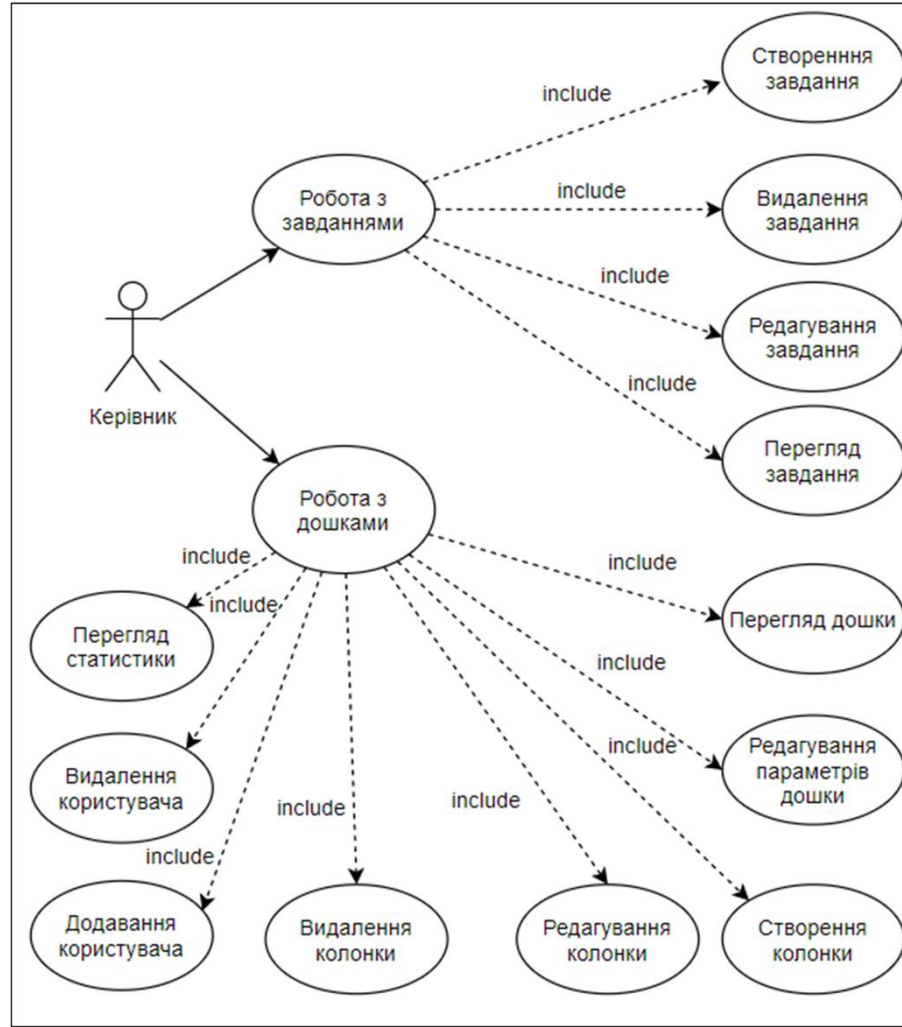 Створенння
завдання
include
Робота з
завданнями
include
Видалення
завдання
include
Редагування
завдання
include
Перегляд
завдання
Керівник
Робота з
дошками
include
include
Перегляд
статистики
include
Перегляд дошки
include
Редагування
параметрів
дошки
include
Видалення
користувача
include
include
include
Додавання
користувача
Видалення
колонки
Редагування
колонки
Створення
колонки